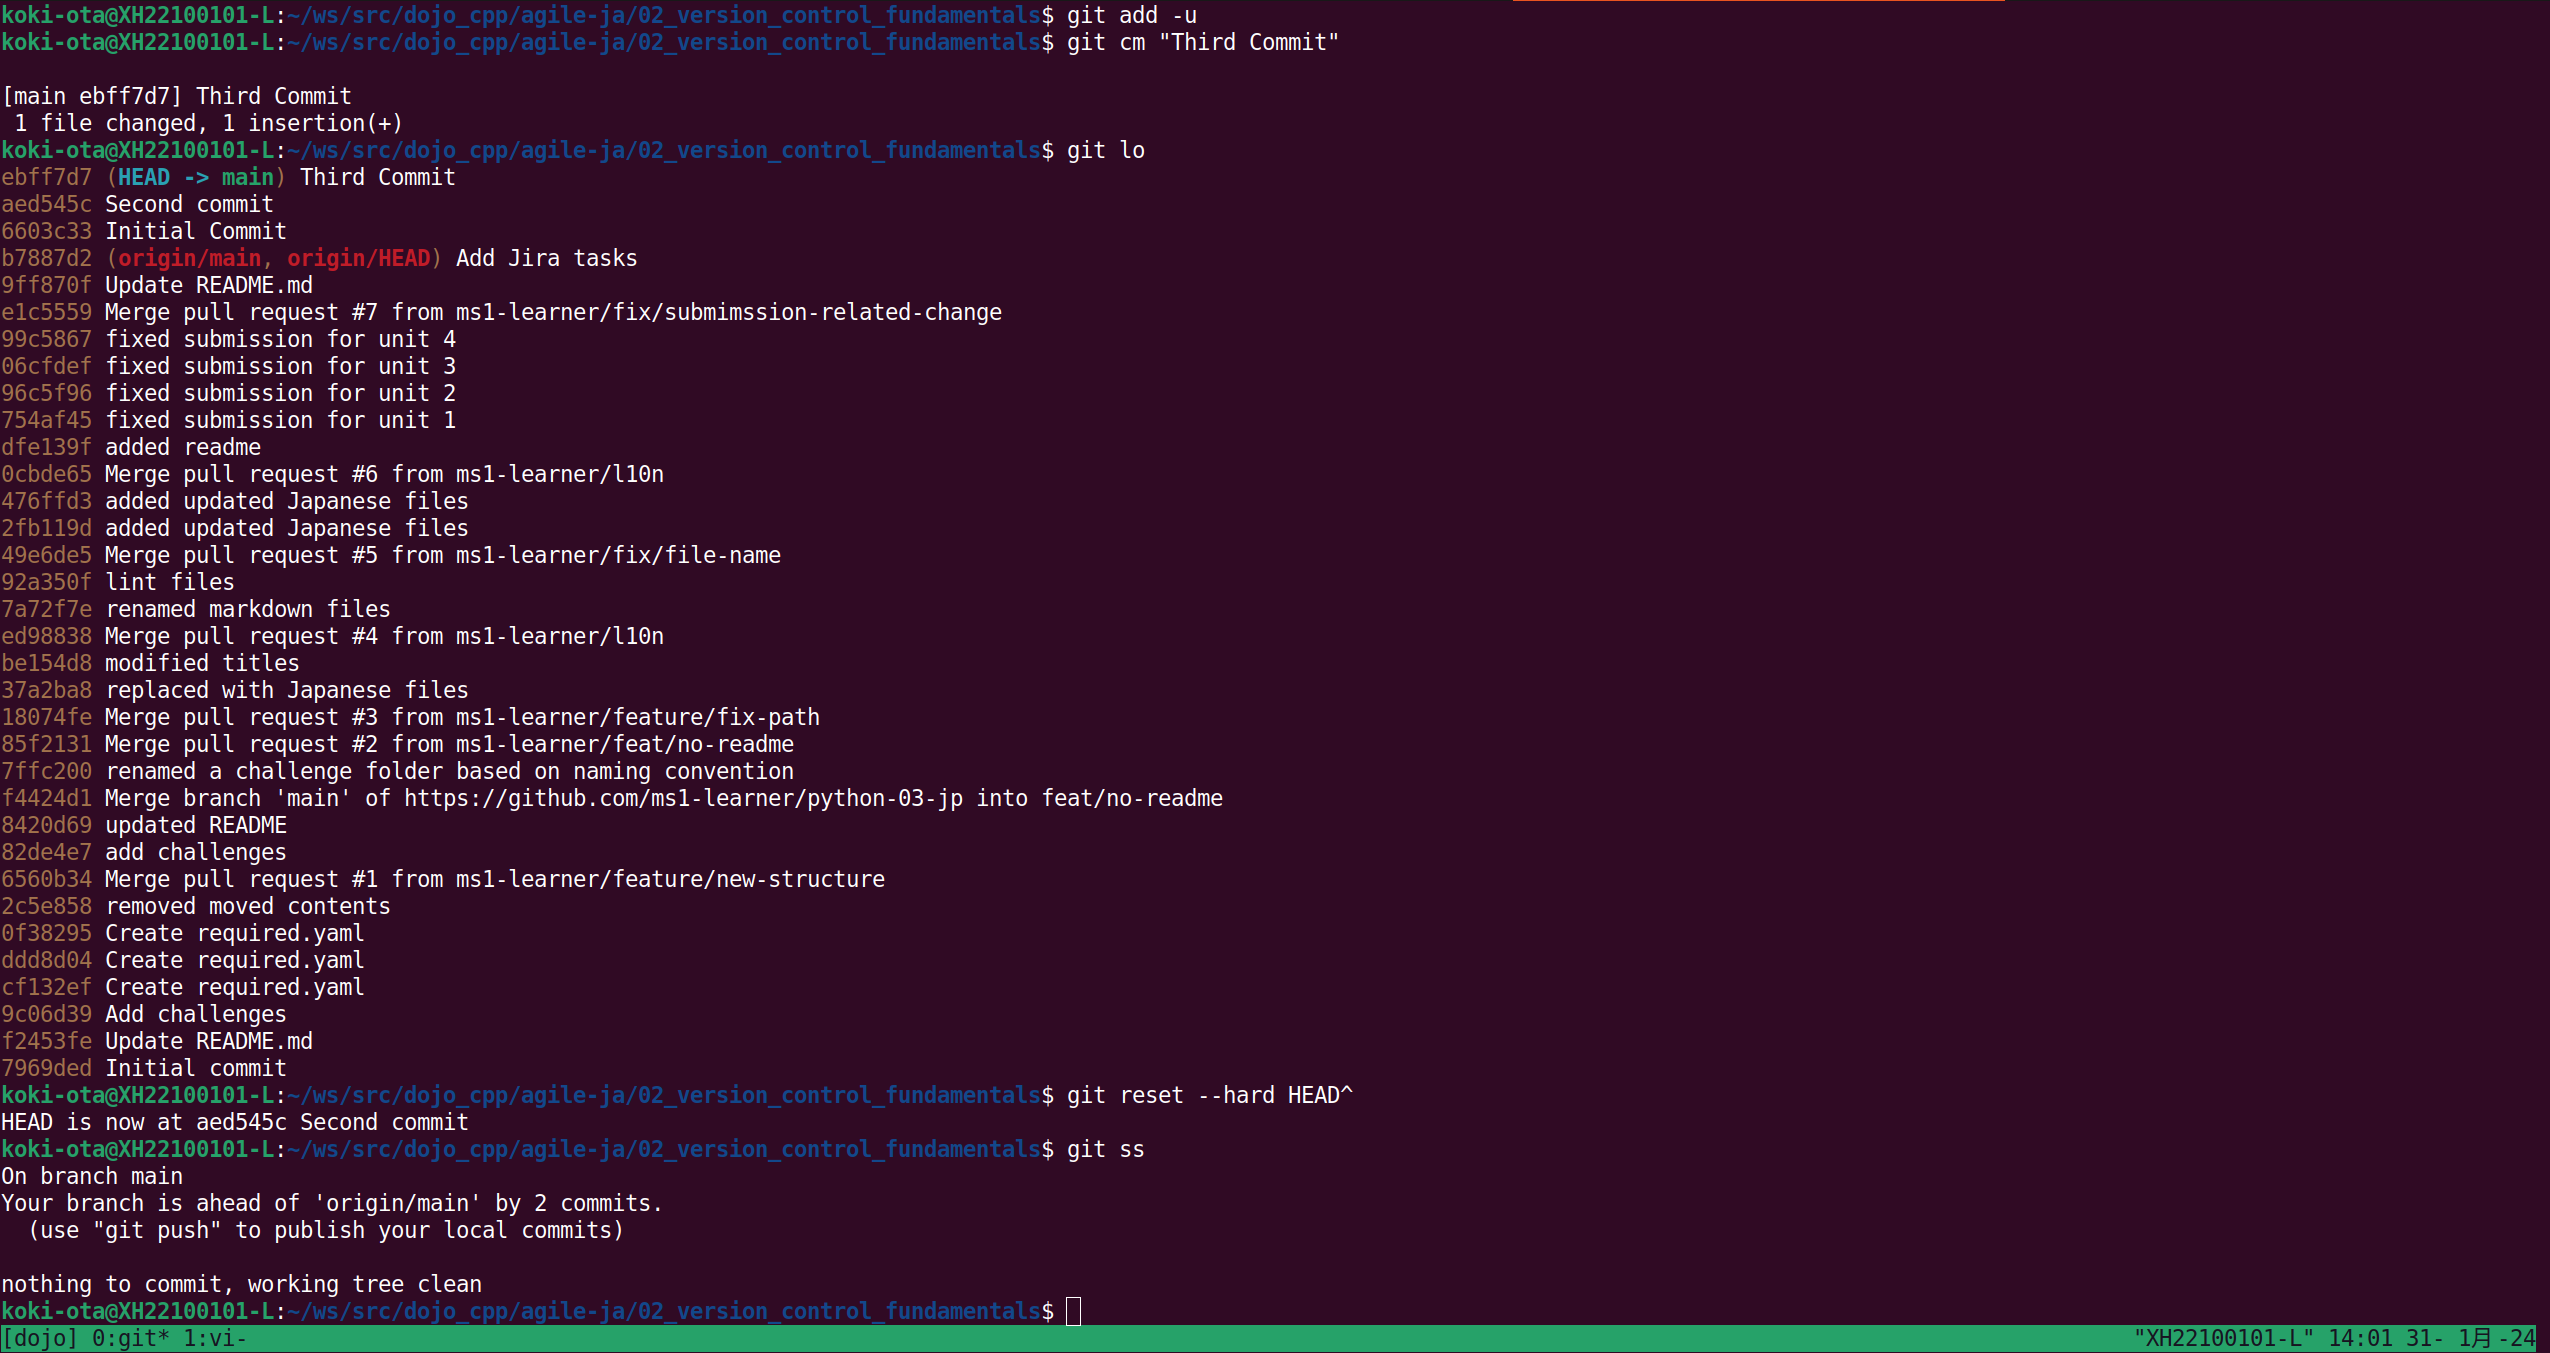 koki-ota@XH22100101-L:~/ws/src/dojo_cpp/agile-ja/02_version_control_fundamentals$ git add -u
koki-ota@XH22100101-L:~/ws/src/dojo_cpp/agile-ja/02_version_control_fundamentals$ git cm "Third Commit"
[main ebff7d7] Third Commit
 1 file changed, 1 insertion(+)
koki-ota@XH22100101-L:~/ws/src/dojo_cpp/agile-ja/02_version_control_fundamentals$ git lo
ebff7d7 (HEAD -> main) Third Commit
aed545c Second commit
6603c33 Initial Commit
b7887d2 (origin/main, origin/HEAD) Add Jira tasks
9ff870f Update README.md
e1c5559 Merge pull request #7 from ms1-learner/fix/submimssion-related-change
99c5867 fixed submission for unit 4
06cfdef fixed submission for unit 3
96c5f96 fixed submission for unit 2
754af45 fixed submission for unit 1
dfe139f added readme
0cbde65 Merge pull request #6 from ms1-learner/l10n
476ffd3 added updated Japanese files
2fb119d added updated Japanese files
49e6de5 Merge pull request #5 from ms1-learner/fix/file-name
92a350f lint files
7a72f7e renamed markdown files
ed98838 Merge pull request #4 from ms1-learner/l10n
be154d8 modified titles
37a2ba8 replaced with Japanese files
18074fe Merge pull request #3 from ms1-learner/feature/fix-path
85f2131 Merge pull request #2 from ms1-learner/feat/no-readme
7ffc200 renamed a challenge folder based on naming convention
f4424d1 Merge branch 'main' of https://github.com/ms1-learner/python-03-jp into feat/no-readme
8420d69 updated README
82de4e7 add challenges
6560b34 Merge pull request #1 from ms1-learner/feature/new-structure
2c5e858 removed moved contents
0f38295 Create required.yaml
ddd8d04 Create required.yaml
cf132ef Create required.yaml
9c06d39 Add challenges
f2453fe Update README.md
7969ded Initial commit
koki-ota@XH22100101-L:~/ws/src/dojo_cpp/agile-ja/02_version_control_fundamentals$ git reset --hard HEAD^
HEAD is now at aed545c Second commit
koki-ota@XH22100101-L:~/ws/src/dojo_cpp/agile-ja/02_version_control_fundamentals$ git ss
On branch main
Your branch is ahead of 'origin/main' by 2 commits.
  (use "git push" to publish your local commits)
nothing to commit, working tree clean
koki-ota@XH22100101-L:~/ws/src/dojo_cpp/agile-ja/02_version_control_fundamentals$
[dojo] 0:git* 1:vi- "XH22100101-L" 14:01 31- 1月-24